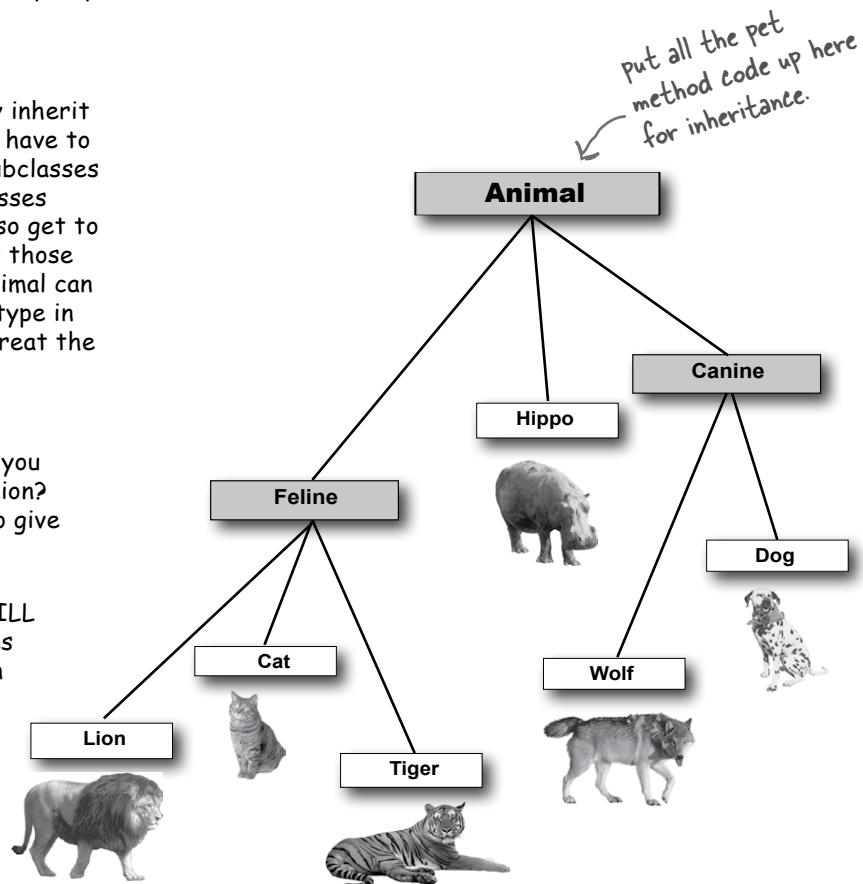 put all the pet
method code up here
for inheritance.
inherit
have to
ubclasses
sses
so get to
those
imal can
type in
reat the
you
ion?
o give
ILL
s
Animal
Canine
Hippo
Feline
Dog
Cat
Wolf
Lion
Tiger